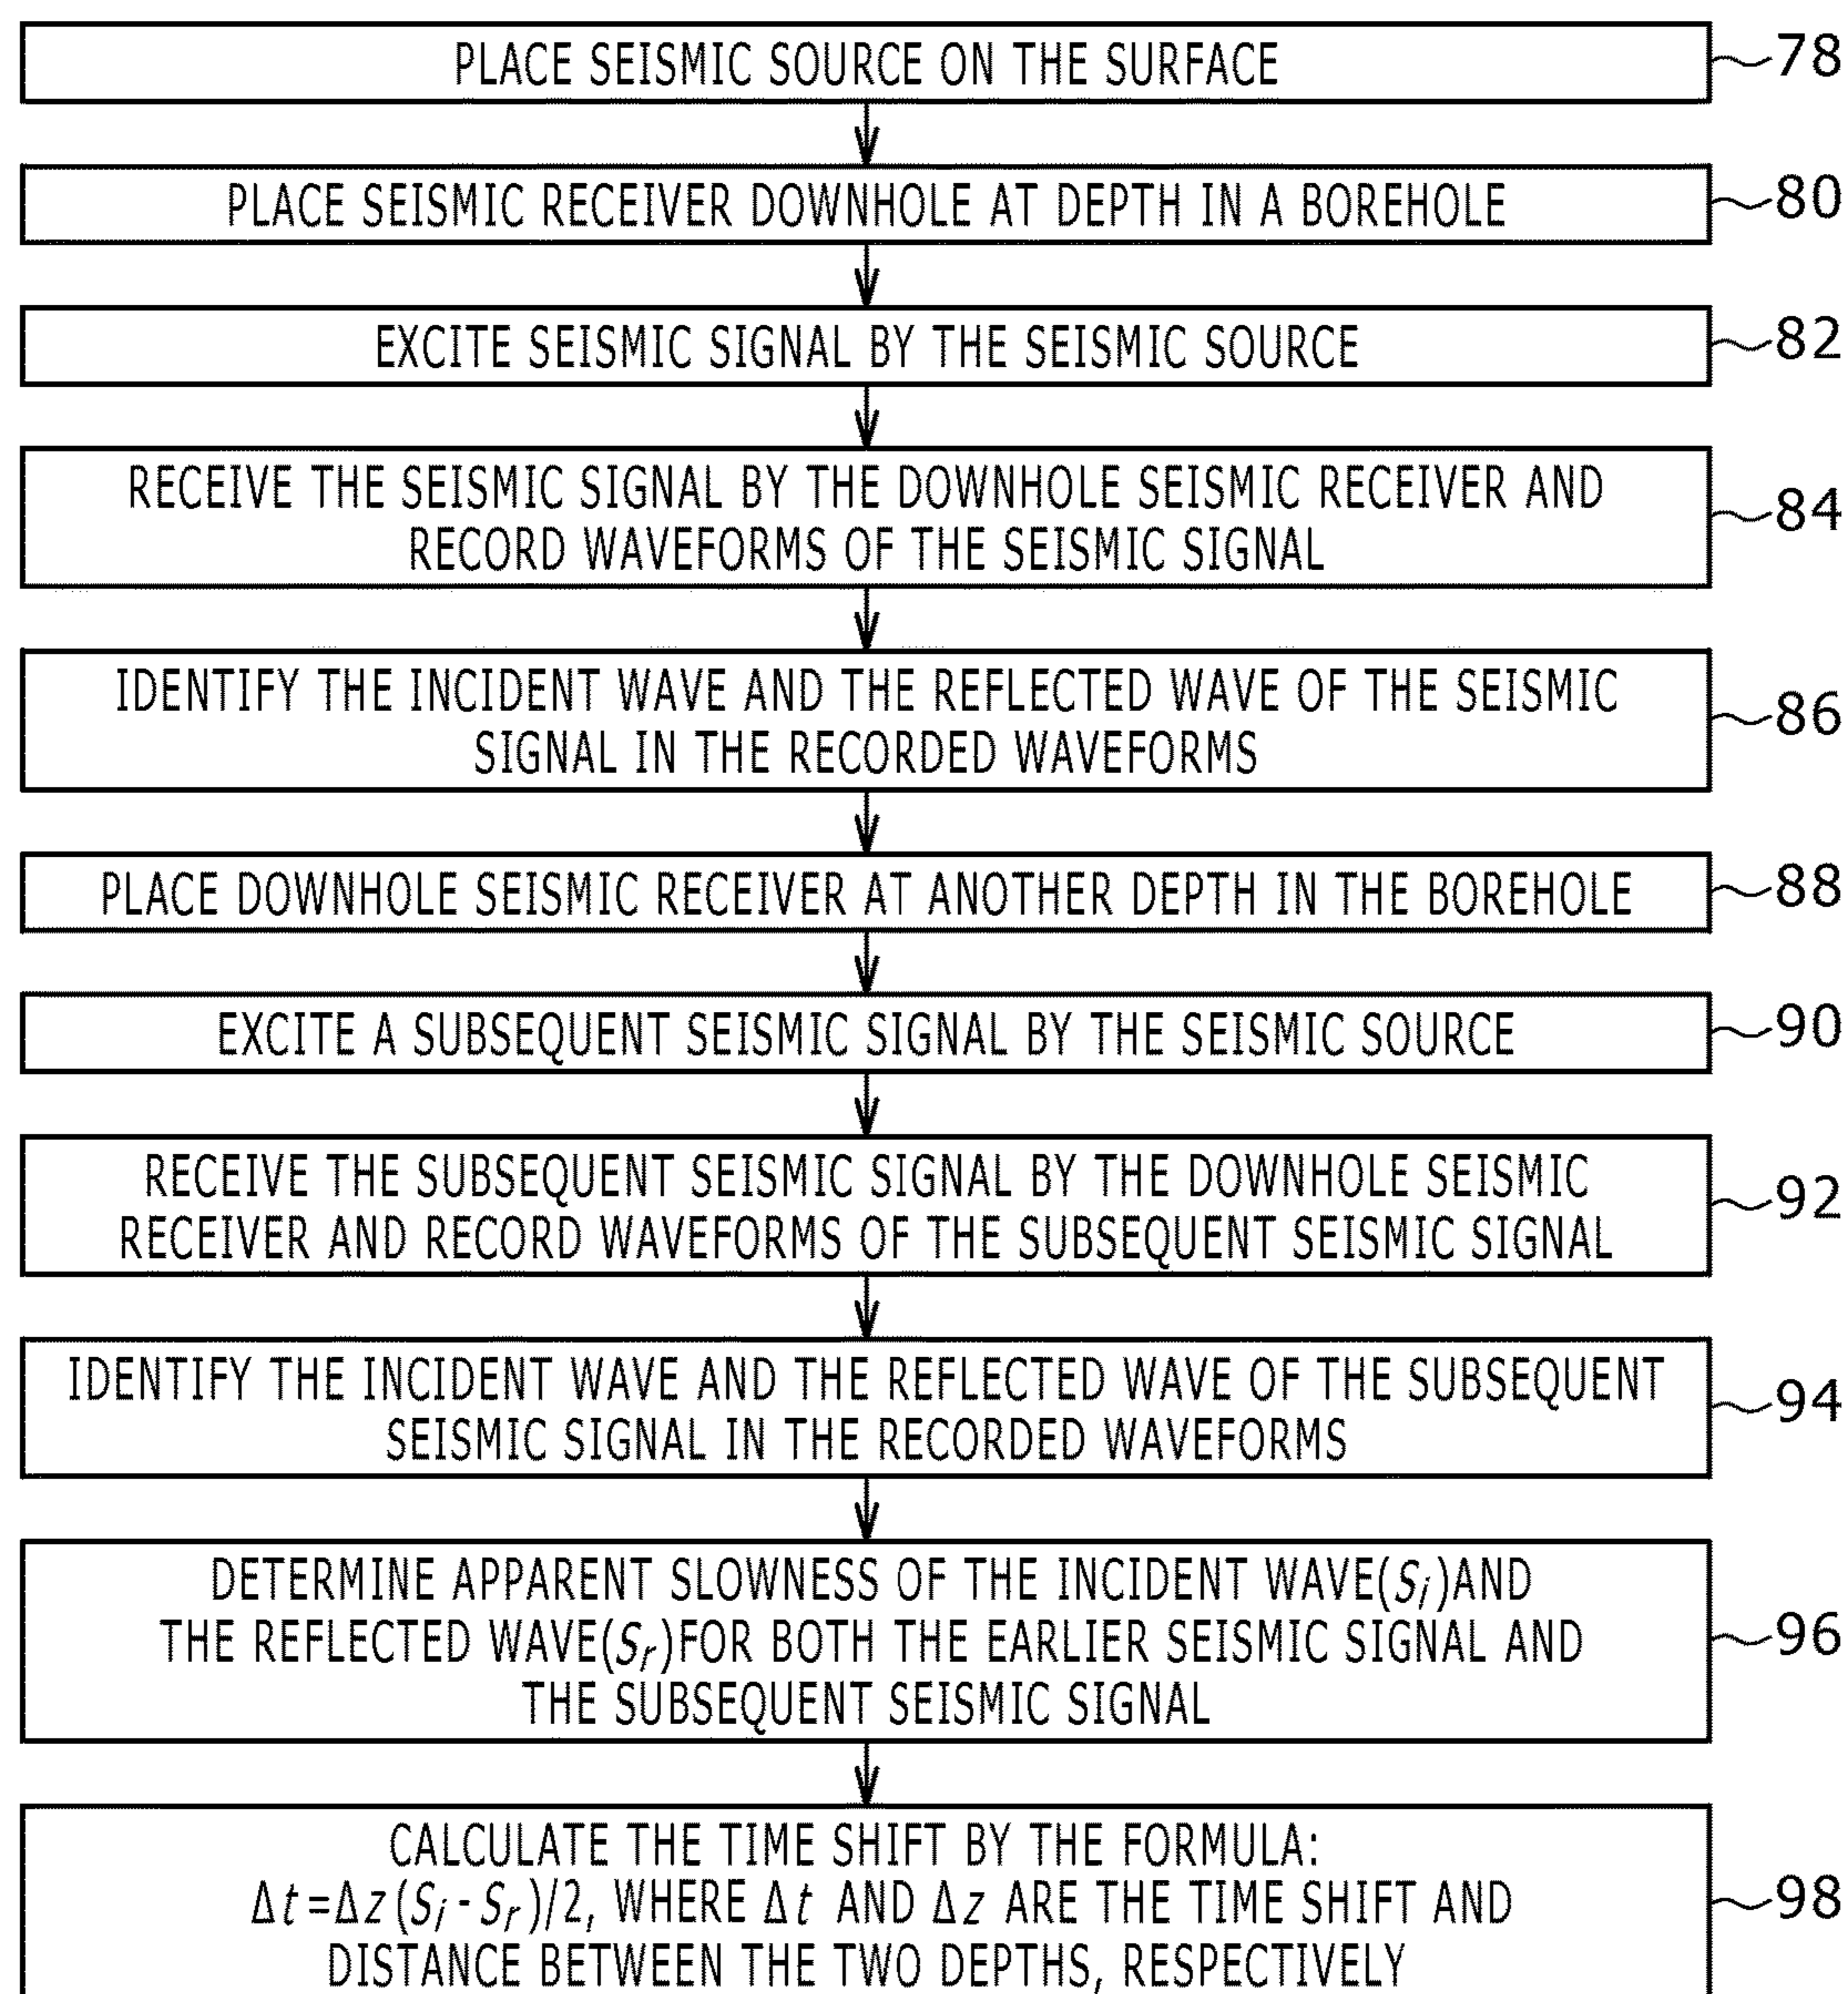 PLACE SEISMIC SOURCE ON THE SURFACE
78
PLACE SEISMIC RECEIVER DOWNHOLE AT DEPTH IN A BOREHOLE
80
EXCITE SEISMIC SIGNAL BY THE SEISMIC SOURCE
82
RECEIVE THE SEISMIC SIGNAL BY THE DOWNHOLE SEISMIC RECEIVER AND
RECORD WAVEFORMS OF THE SEISMIC SIGNAL
84
IDENTIFY THE INCIDENT WAVE AND THE REFLECTED WAVE OF THE SEISMIC
SIGNAL IN THE RECORDED WAVEFORMS
86
PLACE DOWNHOLE SEISMIC RECEIVER AT ANOTHER DEPTH IN THE BOREHOLE
88
EXCITE A SUBSEQUENT SEISMIC SIGNAL BY THE SEISMIC SOURCE
90
RECEIVE THE SUBSEQUENT SEISMIC SIGNAL BY THE DOWNHOLE SEISMIC
RECEIVER AND RECORD WAVEFORMS OF THE SUBSEQUENT SEISMIC SIGNAL
92
IDENTIFY THE INCIDENT WAVE AND THE REFLECTED WAVE OF THE SUBSEQUENT
SEISMIC SIGNAL IN THE RECORDED WAVEFORMS
94
DETERMINE APPARENT SLOWNESS OF THE INCIDENT WAVE(Si)AND
THE REFLECTED WAVE(Sr)FOR BOTH THE EARLIER SEISMIC SIGNAL AND
THE SUBSEQUENT SEISMIC SIGNAL
96
CALCULATE THE TIME SHIFT BY THE FORMULA:
Δt=Δz(Si-Sr)/2, WHERE Δt AND Δz ARE THE TIME SHIFT AND
DISTANCE BETWEEN THE TWO DEPTHS, RESPECTIVELY
98